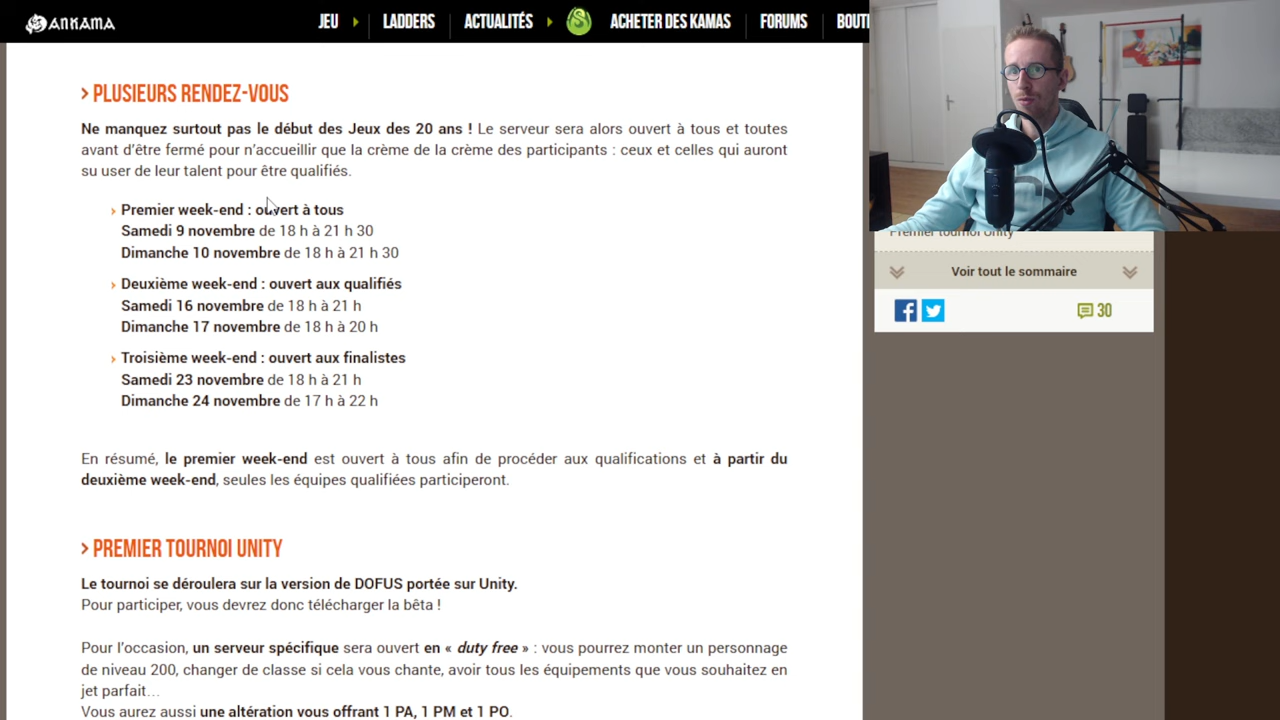 ANKAMA
JEU
LADDERS
ACTUALITÉS
ACHETER DES KAMAS
FORUMS
BOUTI
> PLUSIEURS RENDEZ-VOUS
Ne manquez surtout pas le début des Jeux des 20 ans ! Le serveur sera alors ouvert à tous et toutes
avant d'être fermé pour n'accueillir que la crème de la crème des participants : ceux et celles qui auront
su user de leur talent pour être qualifiés.
› Premier week-end : ouvert à tous
Samedi 9 novembre de 18 h à 21 h 30
Dimanche 10 novembre de 18 h à 21 h 30
› Deuxième week-end : ouvert aux qualifiés
Samedi 16 novembre de 18 h à 21 h
Dimanche 17 novembre de 18 h à 20 h
› Troisième week-end : ouvert aux finalistes
Samedi 23 novembre de 18 h à 21 h
Dimanche 24 novembre de 17 h à 22 h
En résumé, le premier week-end est ouvert à tous afin de procéder aux qualifications et à partir du
deuxième week-end, seules les équipes qualifiées participeront.
> PREMIER TOURNOI UNITY
Le tournoi se déroulera sur la version de DOFUS portée sur Unity.
Pour participer, vous devrez donc télécharger la bêta !
Pour l'occasion, un serveur spécifique sera ouvert en « duty free » : vous pourrez monter un personnage
de niveau 200, changer de classe si cela vous chante, avoir tous les équipements que vous souhaitez en
jet parfait…
Vous aurez aussi une altération vous offrant 1 PA, 1 PM et 1 PO.
Premier tournoi Unity
Voir tout le sommaire
30